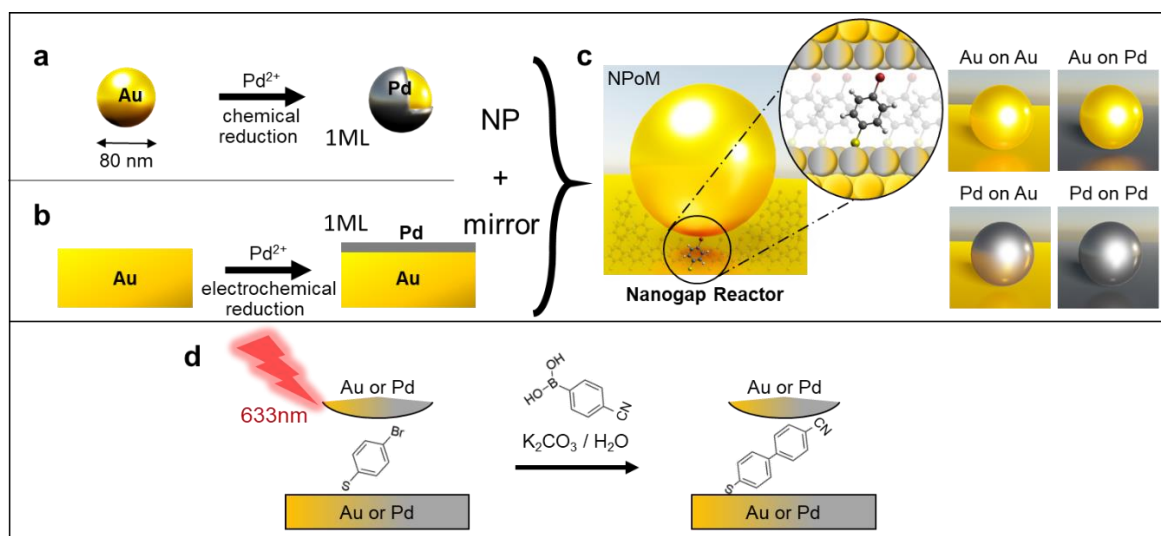 a
Au
80 nm
Pd²⁺
chemical
reduction
Pd
1ML
b
Au
Pd²⁺
electrochemical
reduction
1ML
Pd
Au
NP
+
mirror
c
NPoM
Nanogap Reactor
Au on Au
Au on Pd
Pd on Au
Pd on Pd
d
633nm
Au or Pd
Br
S
Au or Pd
OH
HO
B
CN
K₂CO₃ / H₂O
Au or Pd
CN
S
Au or Pd